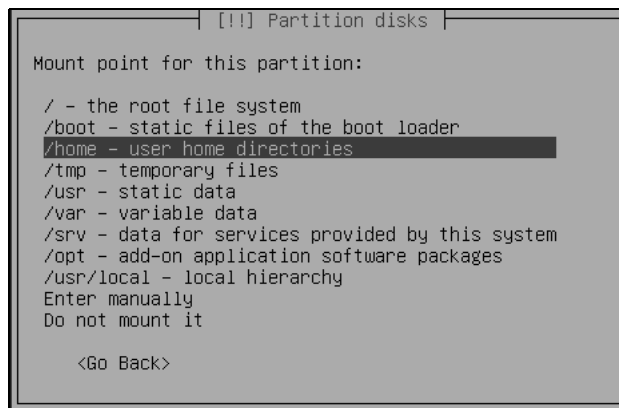 [!!] Partition disks
Mount point for this partition:
/ – the root file system
/boot – static files of the boot loader
/home – user home directories
/tmp – temporary files
/usr – static data
/var – variable data
/srv – data for services provided by this system
/opt – add-on application software packages
/usr/local – local hierarchy
Enter manually
Do not mount it
<Go Back>